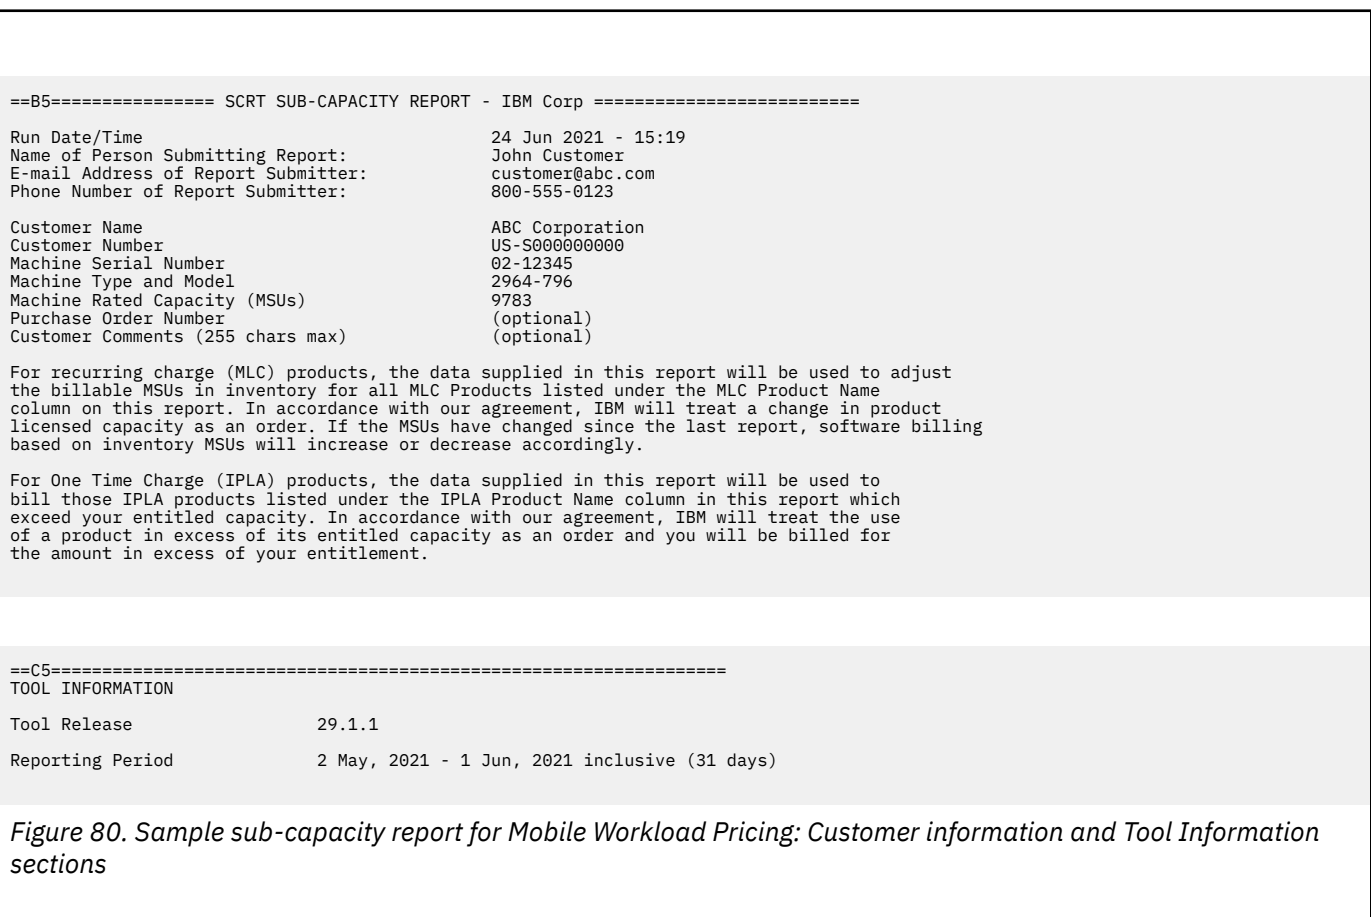 ==B5================ SCRT SUB-CAPACITY REPORT - IBM Corp ==========================
Run Date/Time 24 Jun 2021 - 15:19
Name of Person Submitting Report: John Customer
E-mail Address of Report Submitter: customer@abc.com
Phone Number of Report Submitter: 800-555-0123
Customer Name ABC Corporation
Customer Number US-S000000000
Machine Serial Number 02-12345
Machine Type and Model 2964-796
Machine Rated Capacity (MSUs) 9783
Purchase Order Number (optional)
Customer Comments (255 chars max) (optional)
For recurring charge (MLC) products, the data supplied in this report will be used to adjust
the billable MSUs in inventory for all MLC Products listed under the MLC Product Name
column on this report. In accordance with our agreement, IBM will treat a change in product
licensed capacity as an order. If the MSUs have changed since the last report, software billing
based on inventory MSUs will increase or decrease accordingly.
For One Time Charge (IPLA) products, the data supplied in this report will be used to
bill those IPLA products listed under the IPLA Product Name column in this report which
exceed your entitled capacity. In accordance with our agreement, IBM will treat the use
of a product in excess of its entitled capacity as an order and you will be billed for
the amount in excess of your entitlement.
==C5==================================================================
TOOL INFORMATION
Tool Release 29.1.1
Reporting Period 2 May, 2021 - 1 Jun, 2021 inclusive (31 days)
Figure 80. Sample sub-capacity report for Mobile Workload Pricing: Customer information and Tool Information
sections